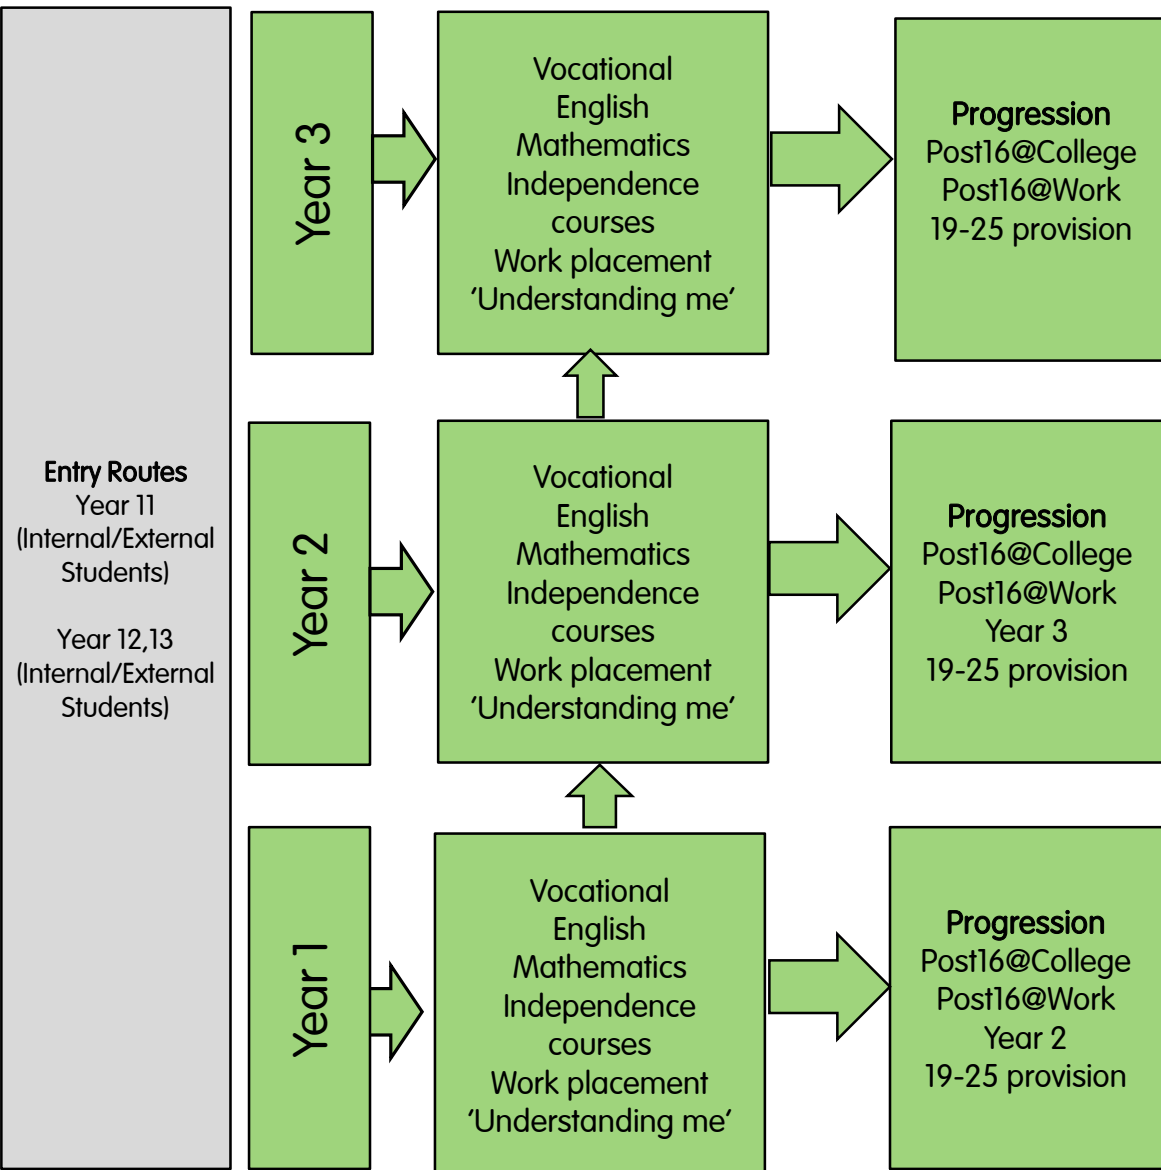 Entry Routes
Year 11
(Internal/External
Students)
Year 12,13
(Internal/External
Students)
Year 3
Vocational
English
Mathematics
Independence
courses
Work placement
‘Understanding me’
Progression
Post16@College
Post16@Work
19-25 provision
Year 2
Vocational
English
Mathematics
Independence
courses
Work placement
‘Understanding me’
Progression
Post16@College
Post16@Work
Year 3
19-25 provision
Year 1
Vocational
English
Mathematics
Independence
courses
Work placement
‘Understanding me’
Progression
Post16@College
Post16@Work
Year 2
19-25 provision